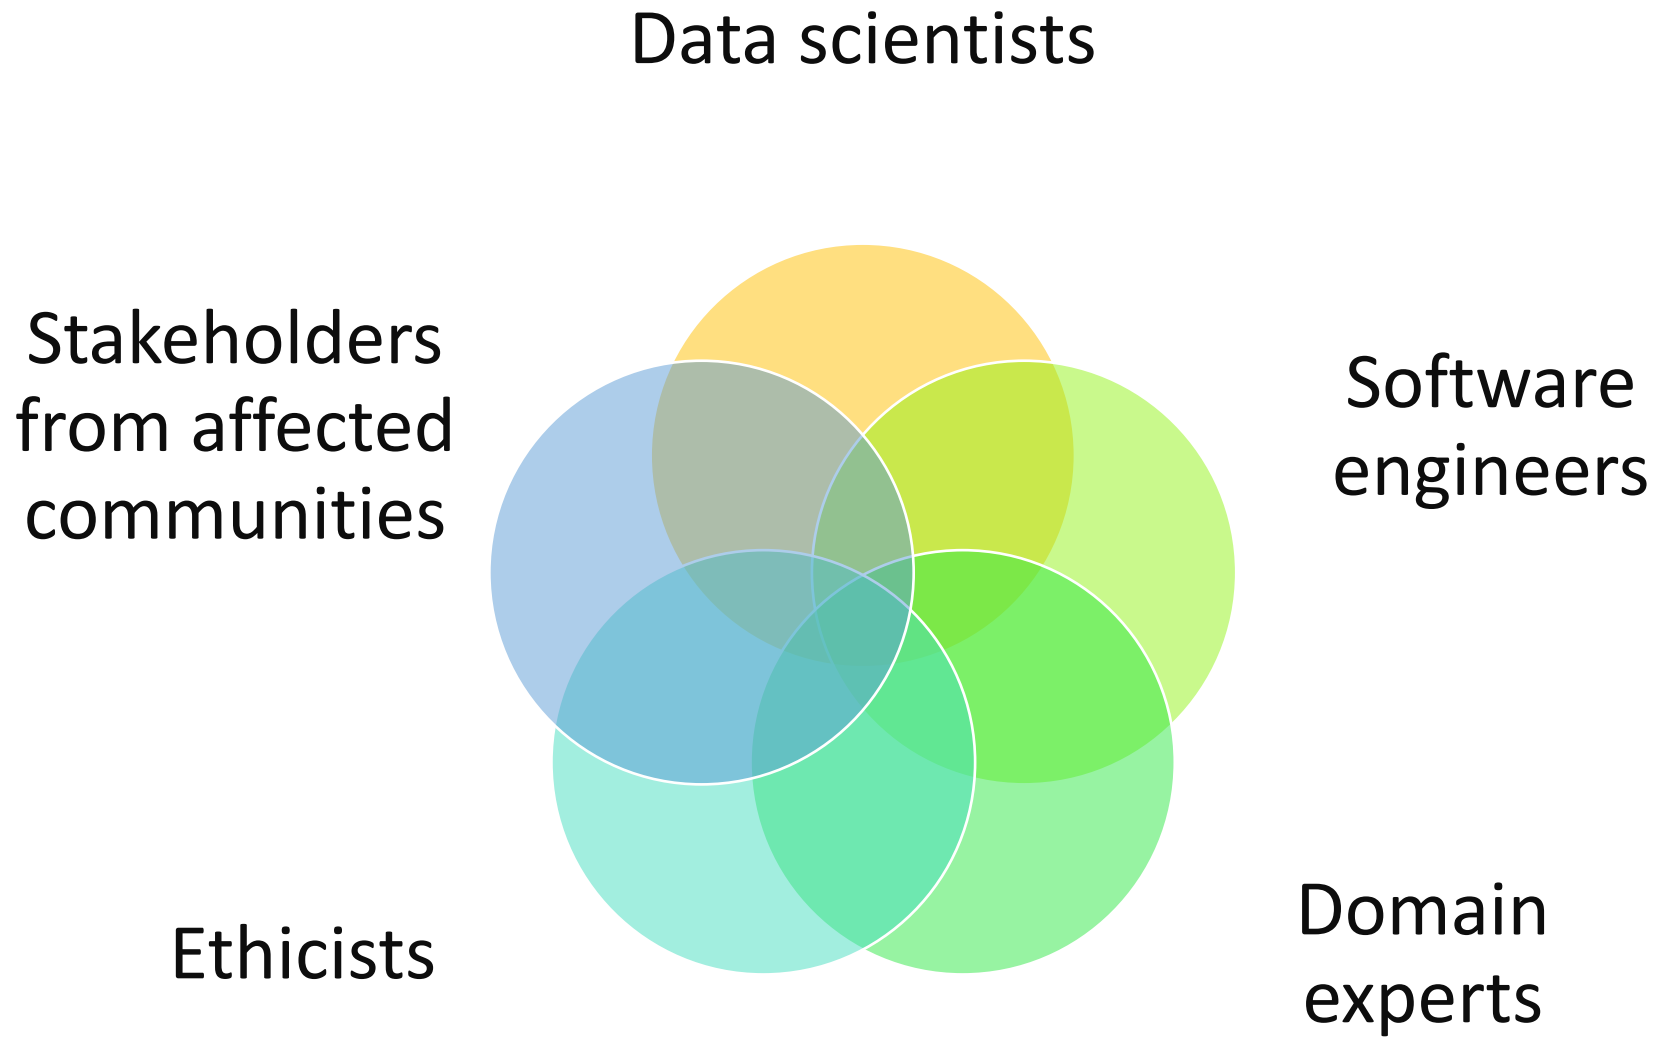 Data scientists
Stakeholders
from affected
communities
Software
engineers
Ethicists
Domain
experts